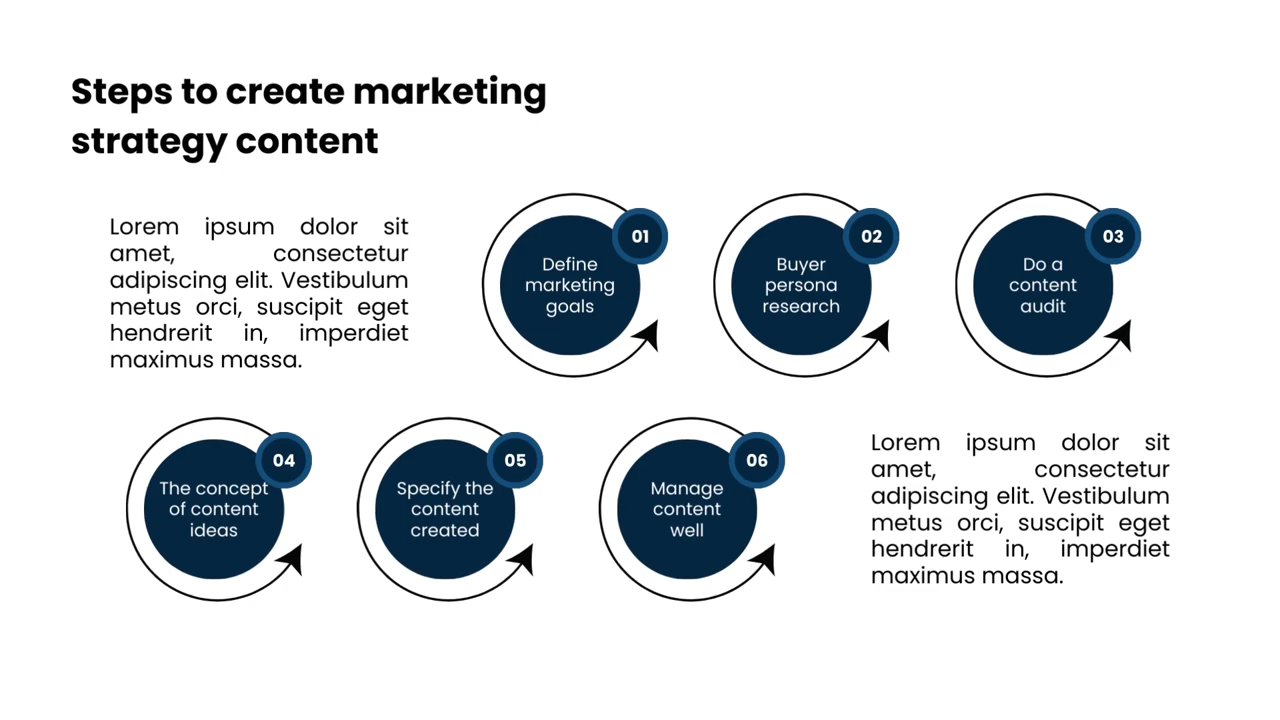 Steps to create marketing
strategy content
Lorem ipsum dolor sit
amet, consectetur
adipiscing elit. Vestibulum
metus orci, suscipit eget
hendrerit in, imperdiet
maximus massa.
01
Define
marketing
goals
02
Buyer
persona
research
03
Do a
content
audit
04
The concept
of content
ideas
05
Specify the
content
created
06
Manage
content
well
Lorem ipsum dolor sit
amet, consectetur
adipiscing elit. Vestibulum
metus orci, suscipit eget
hendrerit in, imperdiet
maximus massa.